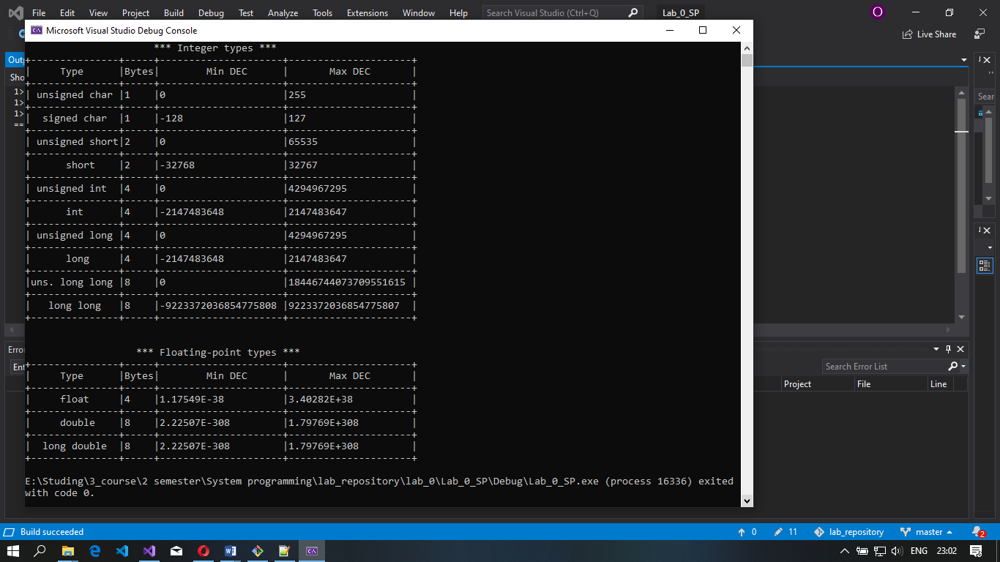 File Edit View Project Build Debug Test Analyze Tools Extensions Window Help Search Visual Studio (Ctrl+Q) Lab_0_SP O
Microsoft Visual Studio Debug Console
Live Share
*** Integer types ***
+---------------+-----+---------------------+---------------------+
| Type |Bytes| Min DEC | Max DEC |
+---------------+-----+---------------------+---------------------+
| unsigned char |1 |0 |255 |
+---------------+-----+---------------------+---------------------+
| signed char |1 |-128 |127 |
+---------------+-----+---------------------+---------------------+
| unsigned short|2 |0 |65535 |
+---------------+-----+---------------------+---------------------+
| short |2 |-32768 |32767 |
+---------------+-----+---------------------+---------------------+
| unsigned int |4 |0 |4294967295 |
+---------------+-----+---------------------+---------------------+
| int |4 |-2147483648 |2147483647 |
+---------------+-----+---------------------+---------------------+
| unsigned long |4 |0 |4294967295 |
+---------------+-----+---------------------+---------------------+
| long |4 |-2147483648 |2147483647 |
+---------------+-----+---------------------+---------------------+
|uns. long long |8 |0 |18446744073709551615 |
+---------------+-----+---------------------+---------------------+
| long long |8 |-9223372036854775808 |9223372036854775807 |
+---------------+-----+---------------------+---------------------+
*** Floating-point types ***
+---------------+-----+---------------------+---------------------+
| Type |Bytes| Min DEC | Max DEC |
+---------------+-----+---------------------+---------------------+
| float |4 |1.17549E-38 |3.40282E+38 |
+---------------+-----+---------------------+---------------------+
| double |8 |2.22507E-308 |1.79769E+308 |
+---------------+-----+---------------------+---------------------+
| long double |8 |2.22507E-308 |1.79769E+308 |
+---------------+-----+---------------------+---------------------+
E:\Studing\3_course\2 semester\System programming\lab_repository\lab_0\Lab_0_SP\Debug\Lab_0_SP.exe (process 16336) exited
with code 0.
Outp
Sho
1>
1>
1>
==
Sear
Error
Ent
Search Error List
Project File Line
Build succeeded 0 11 lab_repository master 2
ENG 23:02